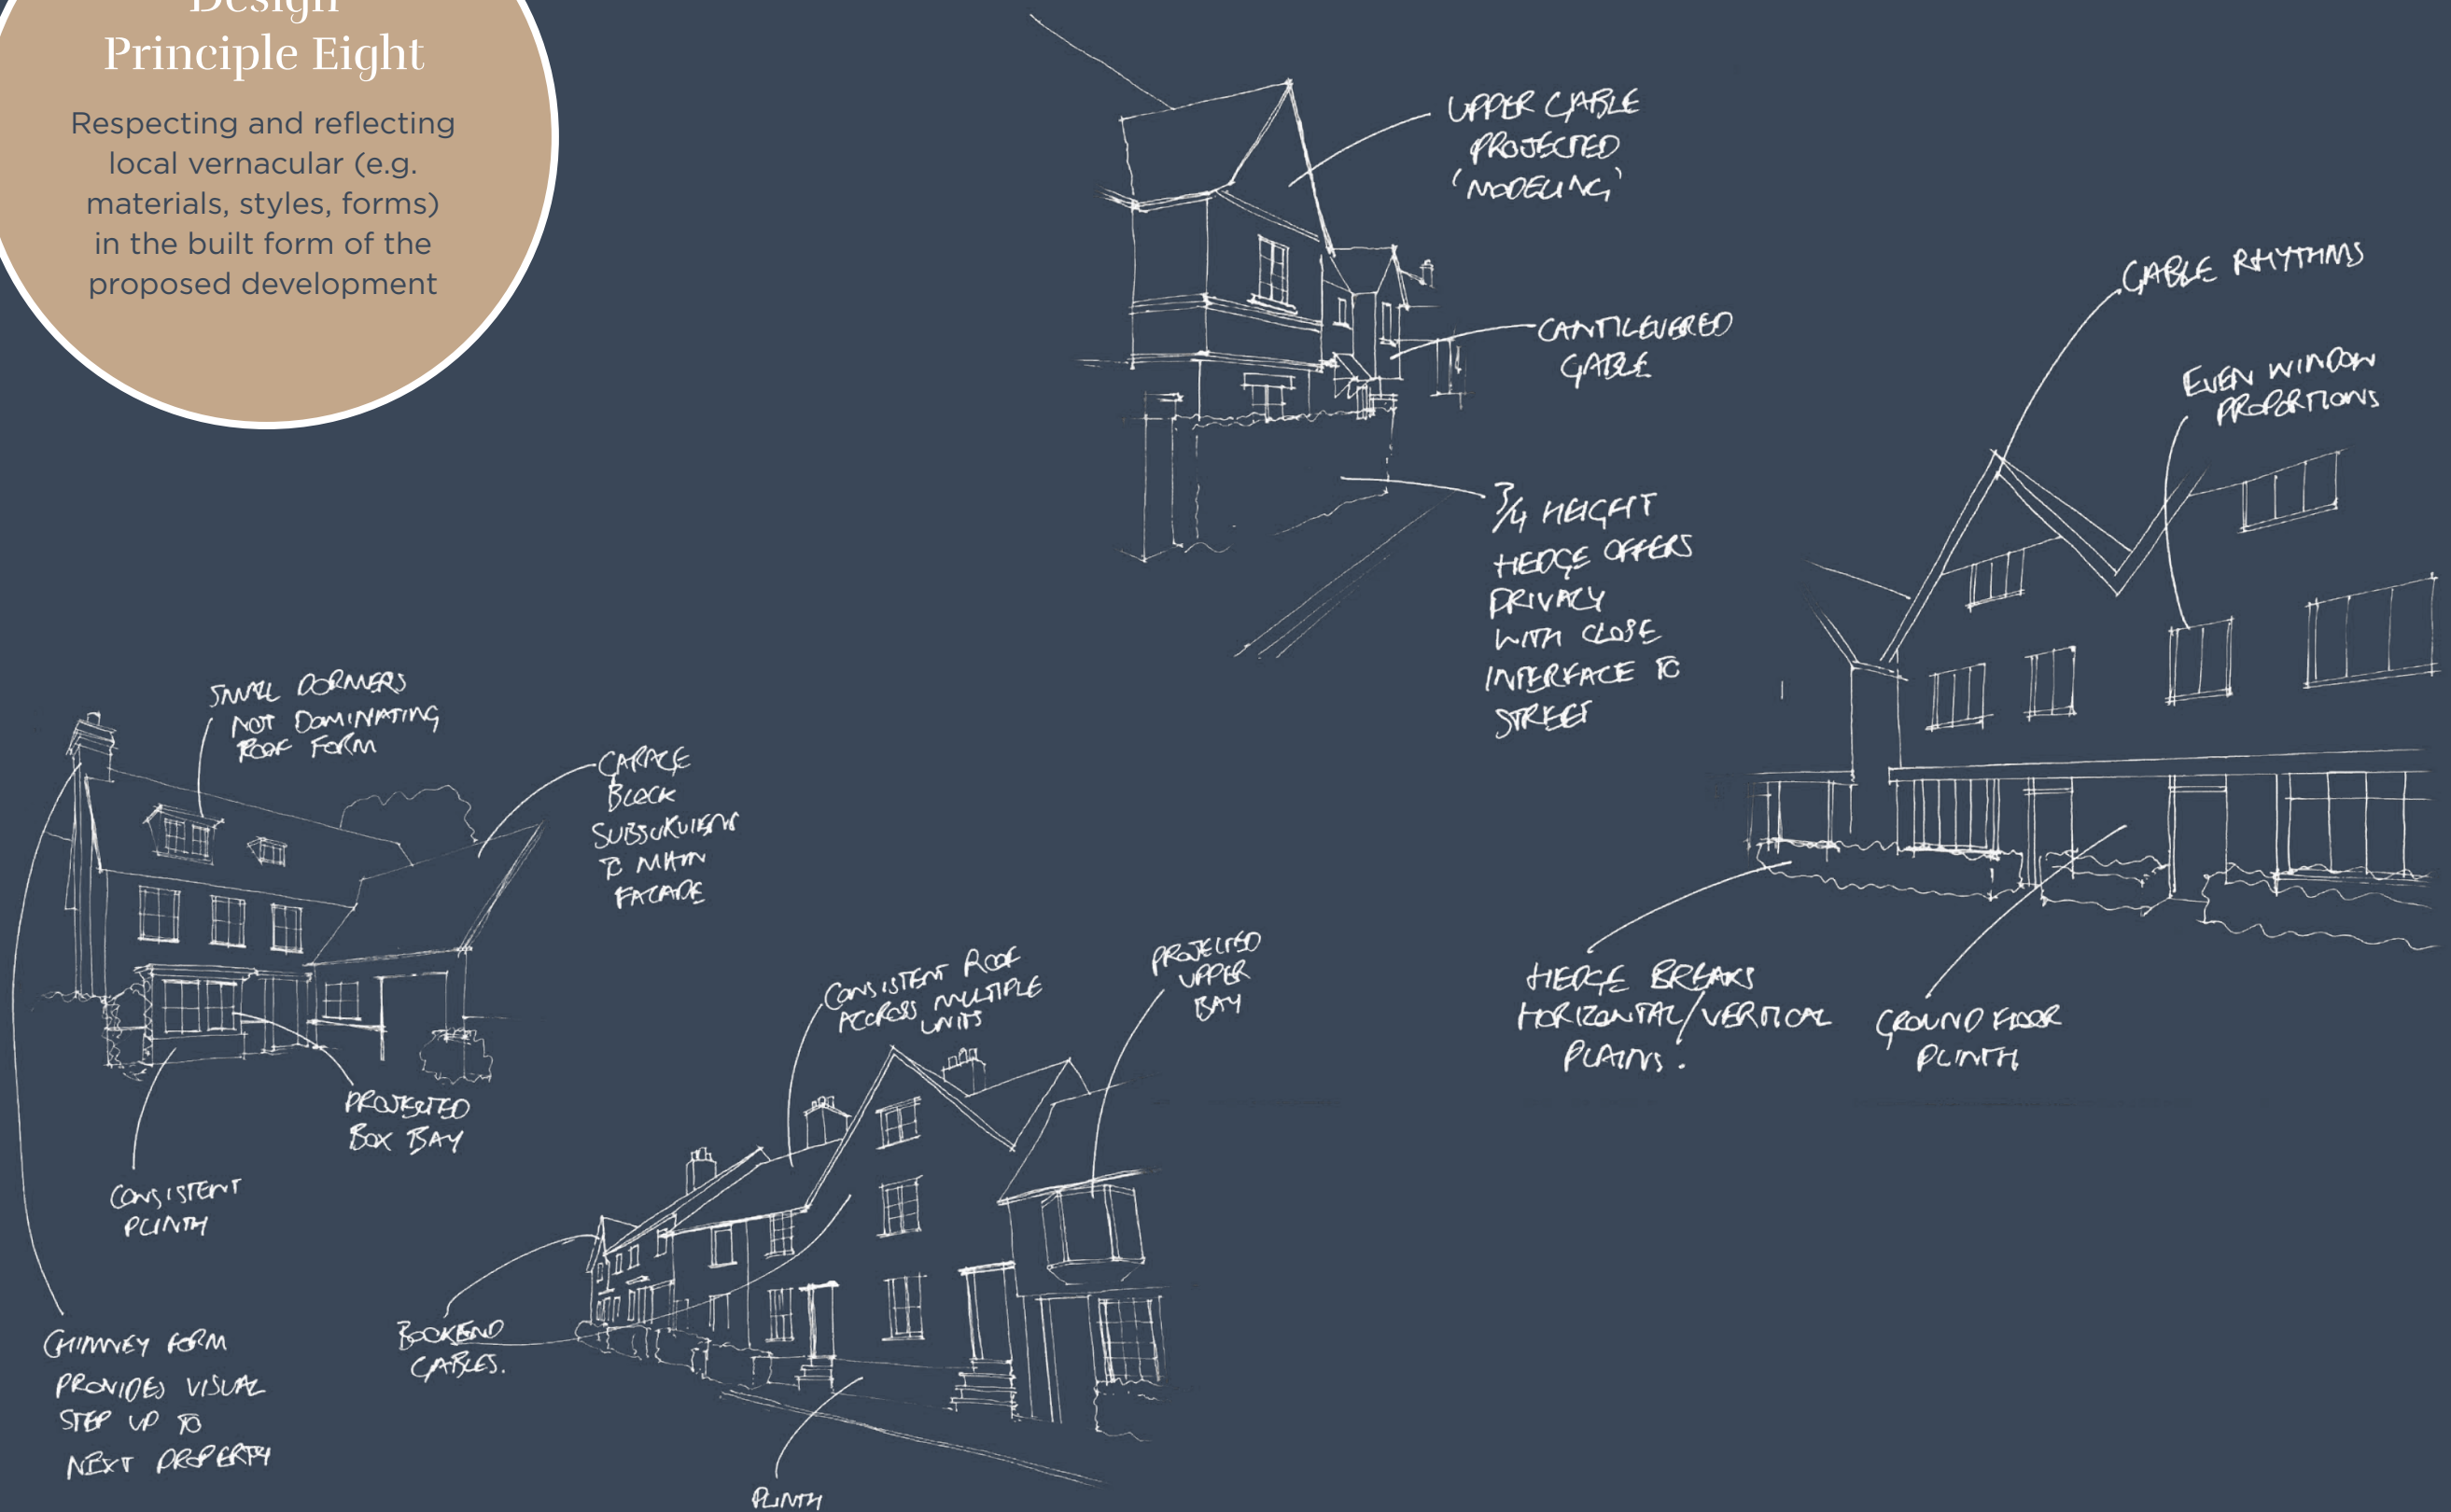 Design
Principle Eight
Respecting and reflecting
local vernacular (e.g.
materials, styles, forms)
in the built form of the
proposed development
UPPER GABLE
PROJECTED
'MODELING'
CANTILEVERED
GABLE
3/4 HEIGHT
HEDGE OFFERS
PRIVACY
WITH CLOSE
INTERFACE TO
STREET
GABLE RHYTHMS
EVEN WINDOW
PROPORTIONS
HEDGE BREAKS
HORIZONTAL/VERTICAL
PLAINS.
GROUND FLOOR
PLINTH
SMALL DORMERS
NOT DOMINATING
ROOF FORM
GARAGE
BLOCK
TO MAIN
FACADE
PROJECTED
BOX BAY
CONSISTENT
PLINTH
CHIMNEY FORM
PROVIDES VISUAL
STEP UP TO
NEXT PROPERTY
CONSISTENT ROOF
ACCROSS MULTIPLE
UNITS
PROJECTED
UPPER
BAY
BOOKEND
GABLES.
PLINTH